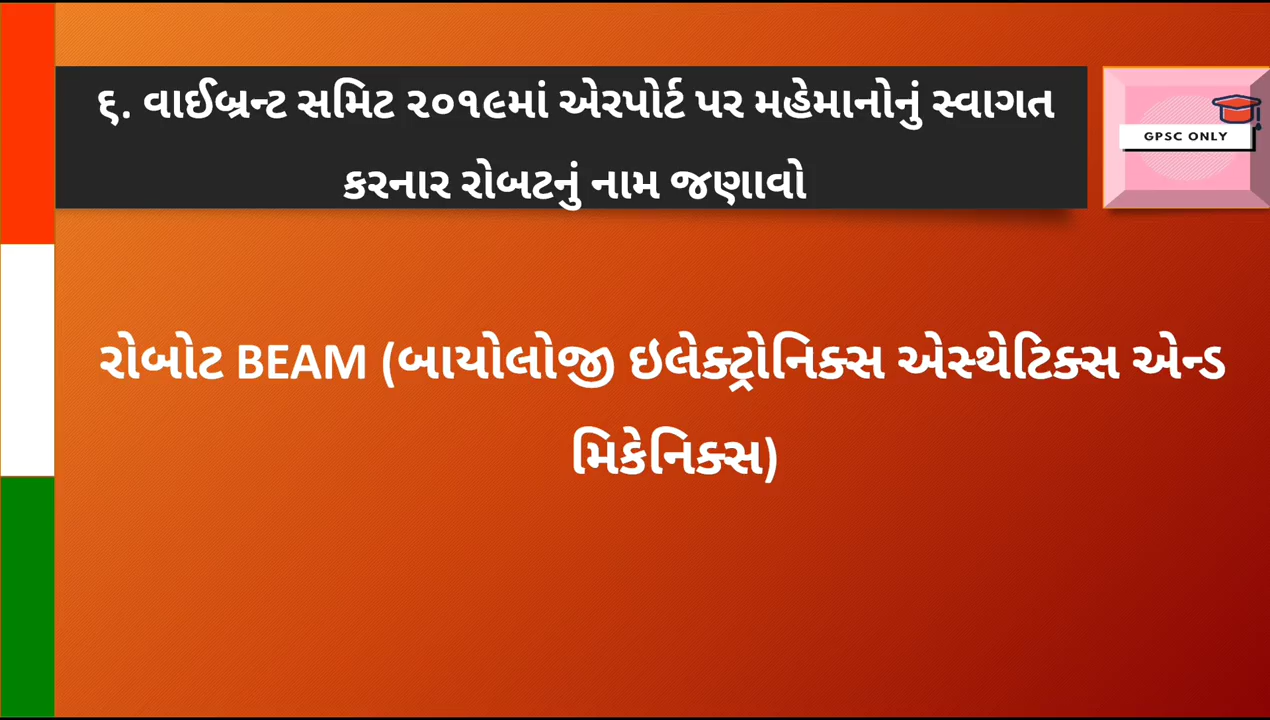 ૬. વાઈબ્રન્ટ સમિટ ૨૦૧૯માં એરપોર્ટ પર મહેમાનોનું સ્વાગત
કરનાર રોબટનું નામ જણાવો
GPSC ONLY
રોબોટ BEAM (બાયોલોજી ઇલેક્ટ્રોનિક્સ એસ્થેટિક્સ એન્ડ
મિકેનિક્સ)